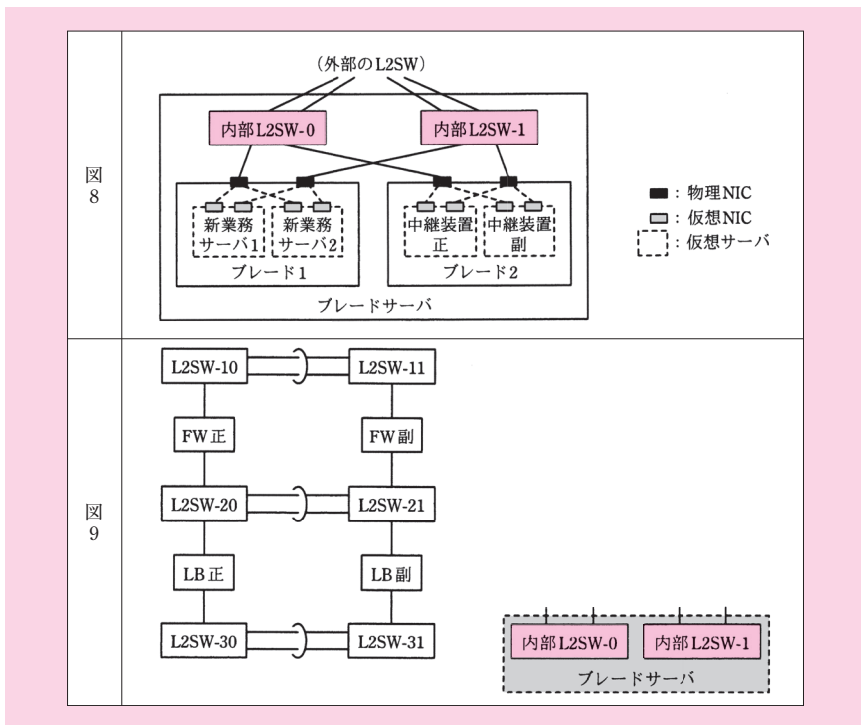 図
8
(外部のL2SW)
内部L2SW-0
内部L2SW-1
新業務
サーバ1
新業務
サーバ2
ブレード1
中継装置
正
中継装置
副
ブレード2
ブレードサーバ
:物理NIC
:仮想NIC
:仮想サーバ
図
9
L2SW-10
L2SW-11
FW正
FW副
L2SW-20
L2SW-21
LB正
LB副
L2SW-30
L2SW-31
内部L2SW-0
内部L2SW-1
ブレードサーバ